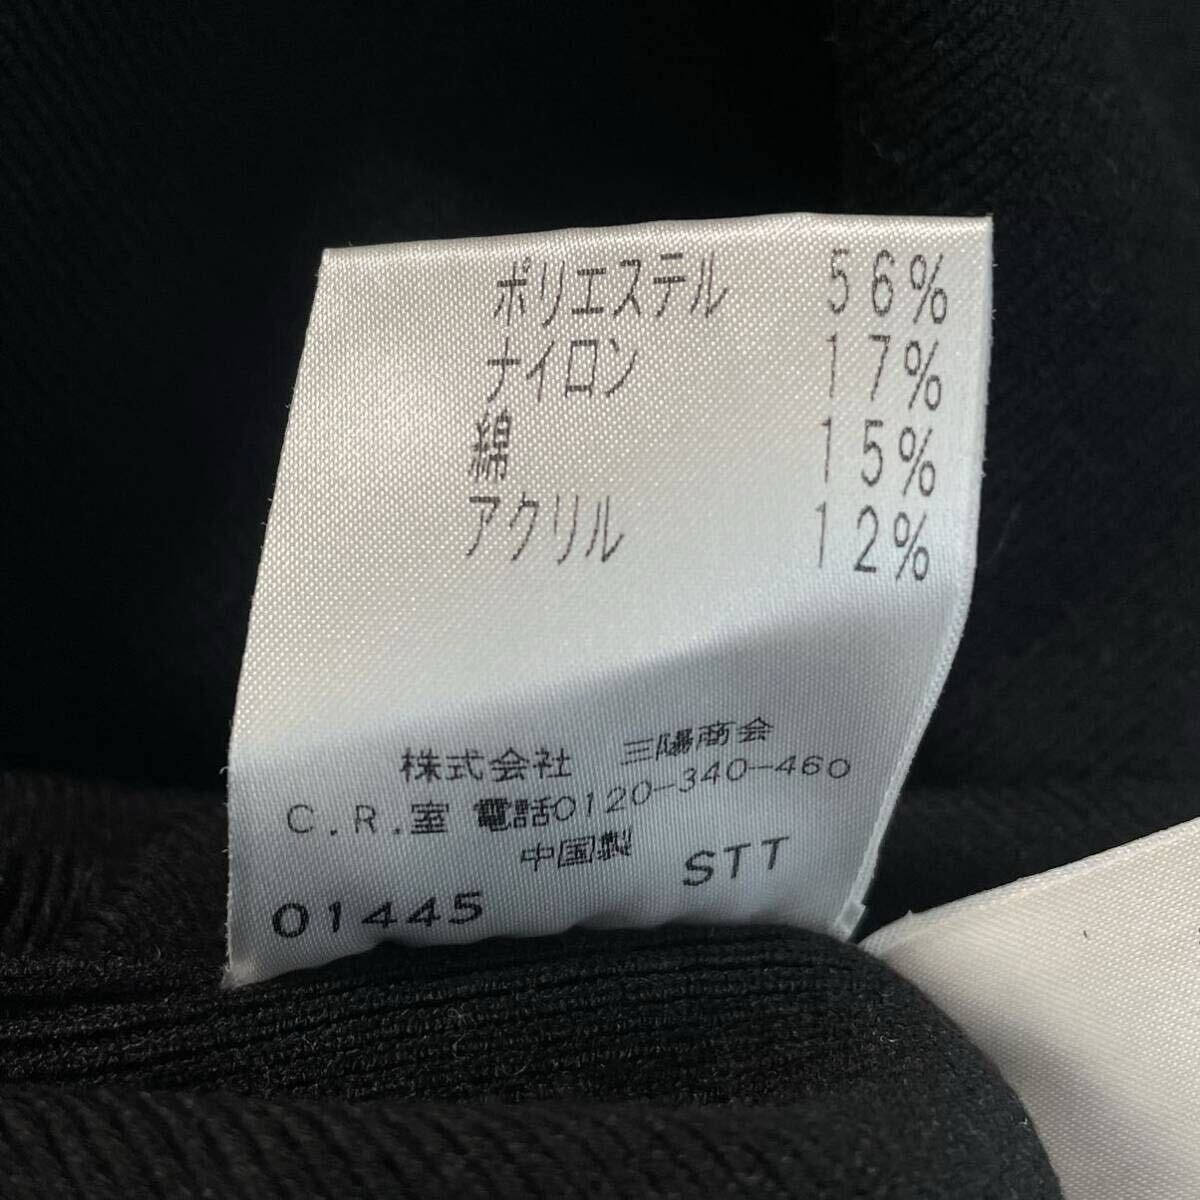 ポリエステル 56%
ナイロン 17%
綿 15%
アクリル 12%
株式会社 三陽商会
C.R.室 電話0120-340-460
中国製
STT
01445